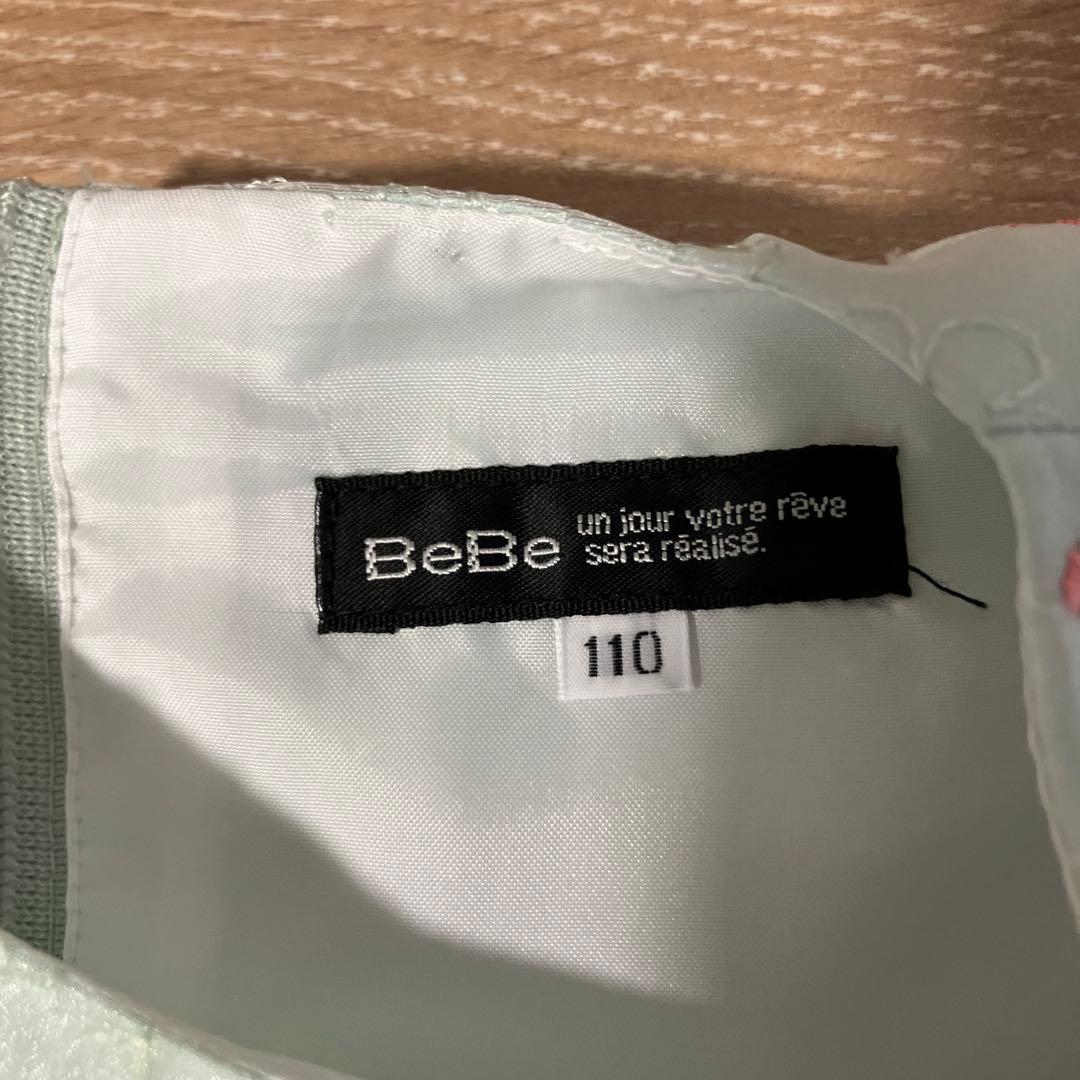 BeBe un jour votre rêve
sera réalisé.
110